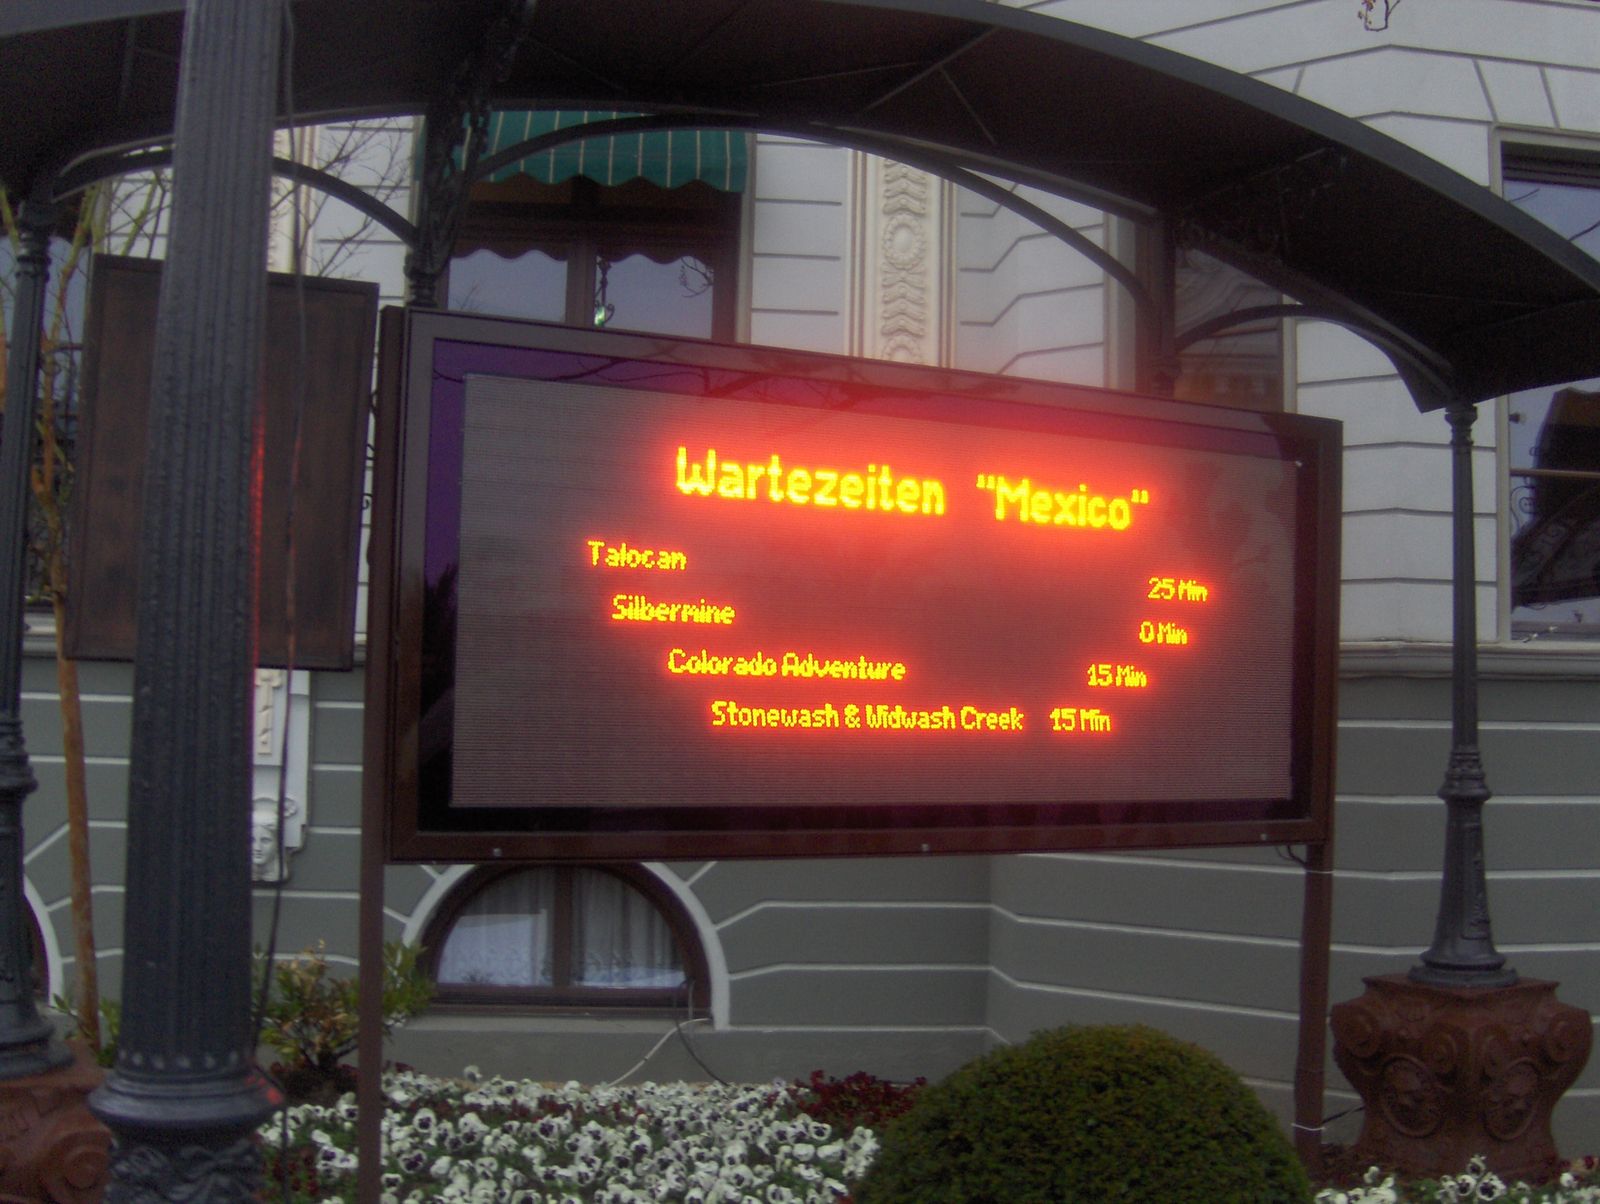 Wartezeiten "Mexico"
Talocan 25 Min
Silbermine 0 Min
Colorado Adventure 15 Min
Stonewash & Widwash Creek 15 Min